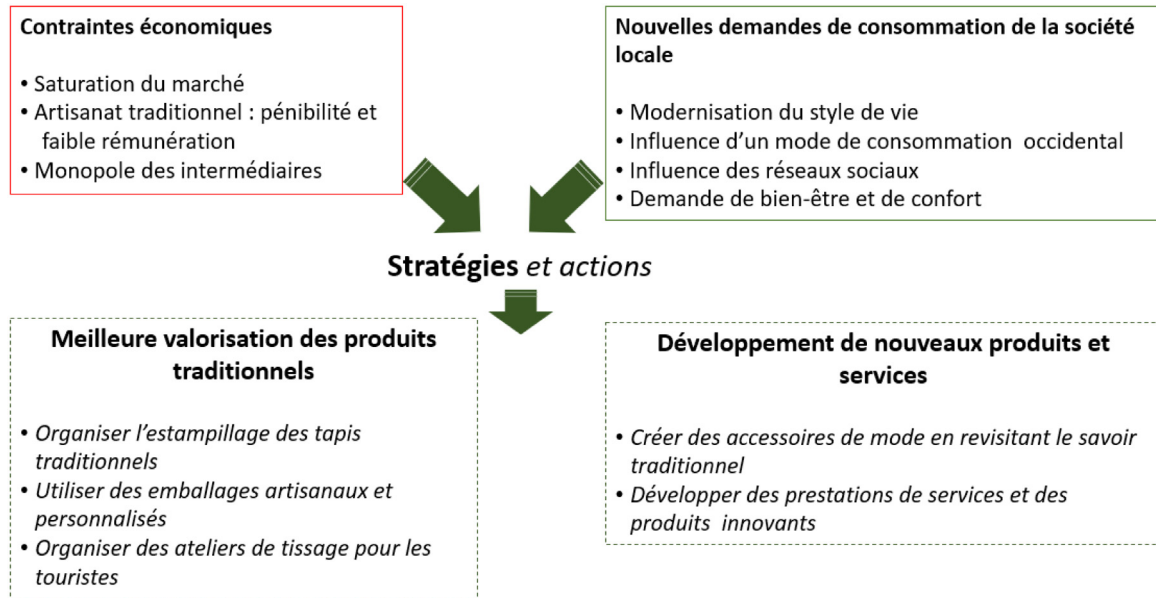 Contraintes économiques
• Saturation du marché
• Artisanat traditionnel : pénibilité et
faible rémunération
• Monopole des intermédiaires
Nouvelles demandes de consommation de la société
locale
• Modernisation du style de vie
• Influence d’un mode de consommation occidental
• Influence des réseaux sociaux
• Demande de bien-être et de confort
Stratégies et actions
Meilleure valorisation des produits
traditionnels
• Organiser l’estampillage des tapis
traditionnels
• Utiliser des emballages artisanaux et
personnalisés
• Organiser des ateliers de tissage pour les
touristes
Développement de nouveaux produits et
services
• Créer des accessoires de mode en revisitant le savoir
traditionnel
• Développer des prestations de services et des
produits innovants